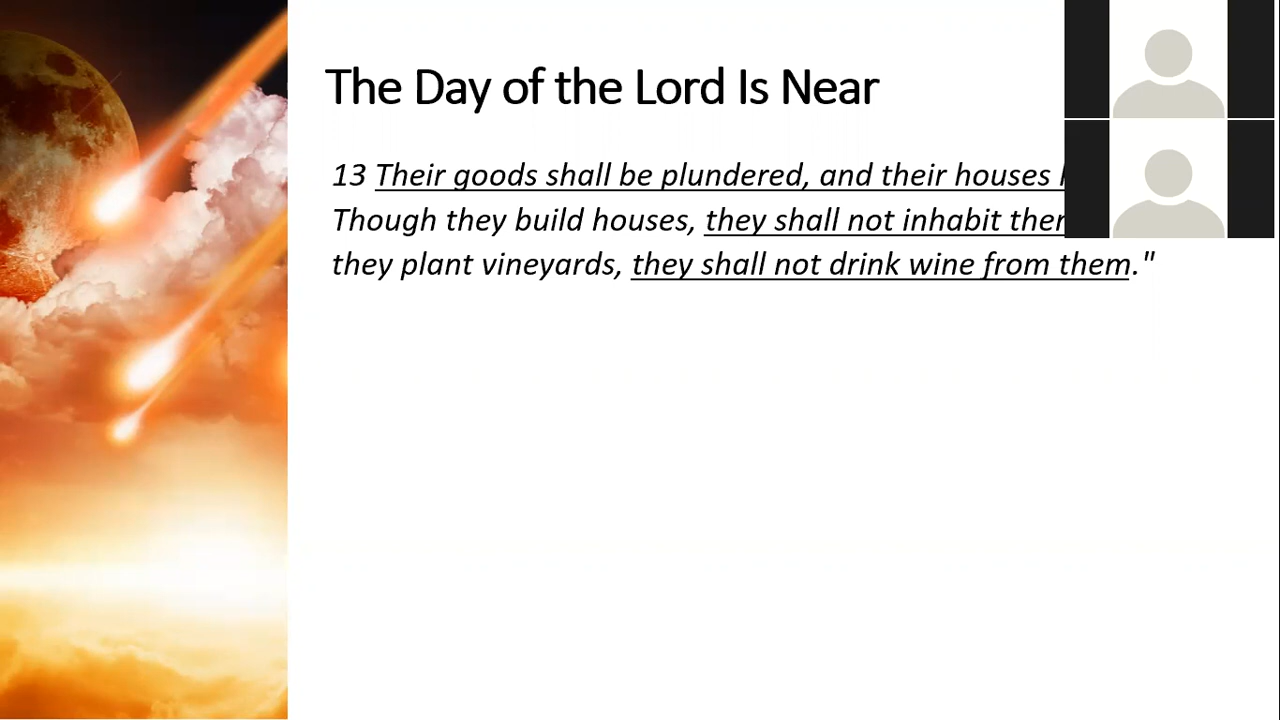 The Day of the Lord Is Near
13 Their goods shall be plundered, and their houses
Though they build houses, they shall not inhabit
they plant vineyards, they shall not drink wine from them."